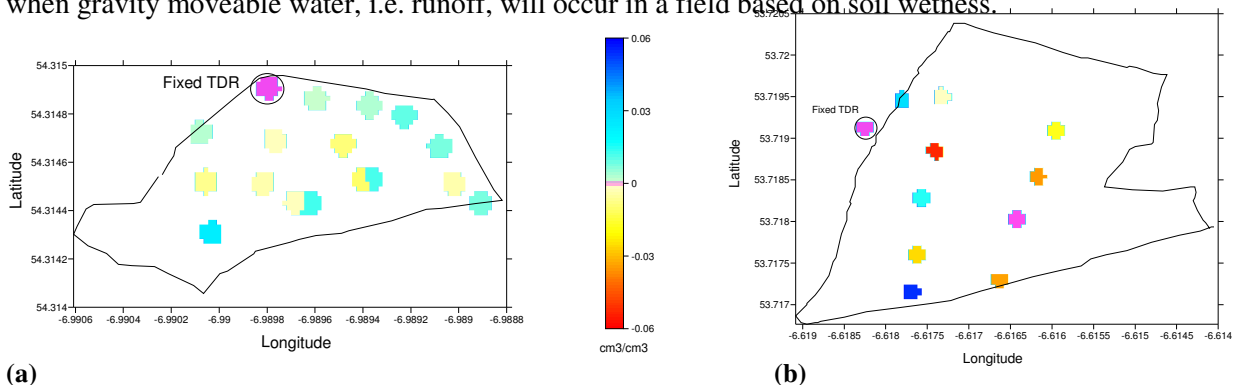 when gravity moveable water, i.e. runoff, will occur in a field based on soil wetness.
54.315
54.3148
54.3146
54.3144
54.3142
54.314
Latitude
Fixed TDR
-6.9906 -6.9904 -6.9902 -6.99 -6.9898 -6.9896 -6.9894 -6.9892 -6.989 -6.9888
Longitude
(a)
0.06
0.03
0
-0.03
-0.06
cm3/cm3
53.7205
53.72
53.7195
53.719
53.7185
53.718
53.7175
53.717
Latitude
Fixed TDR
-6.619 -6.6185 -6.618 -6.6175 -6.617 -6.6165 -6.616 -6.6155 -6.615 -6.6145 -6.614
Longitude
(b)